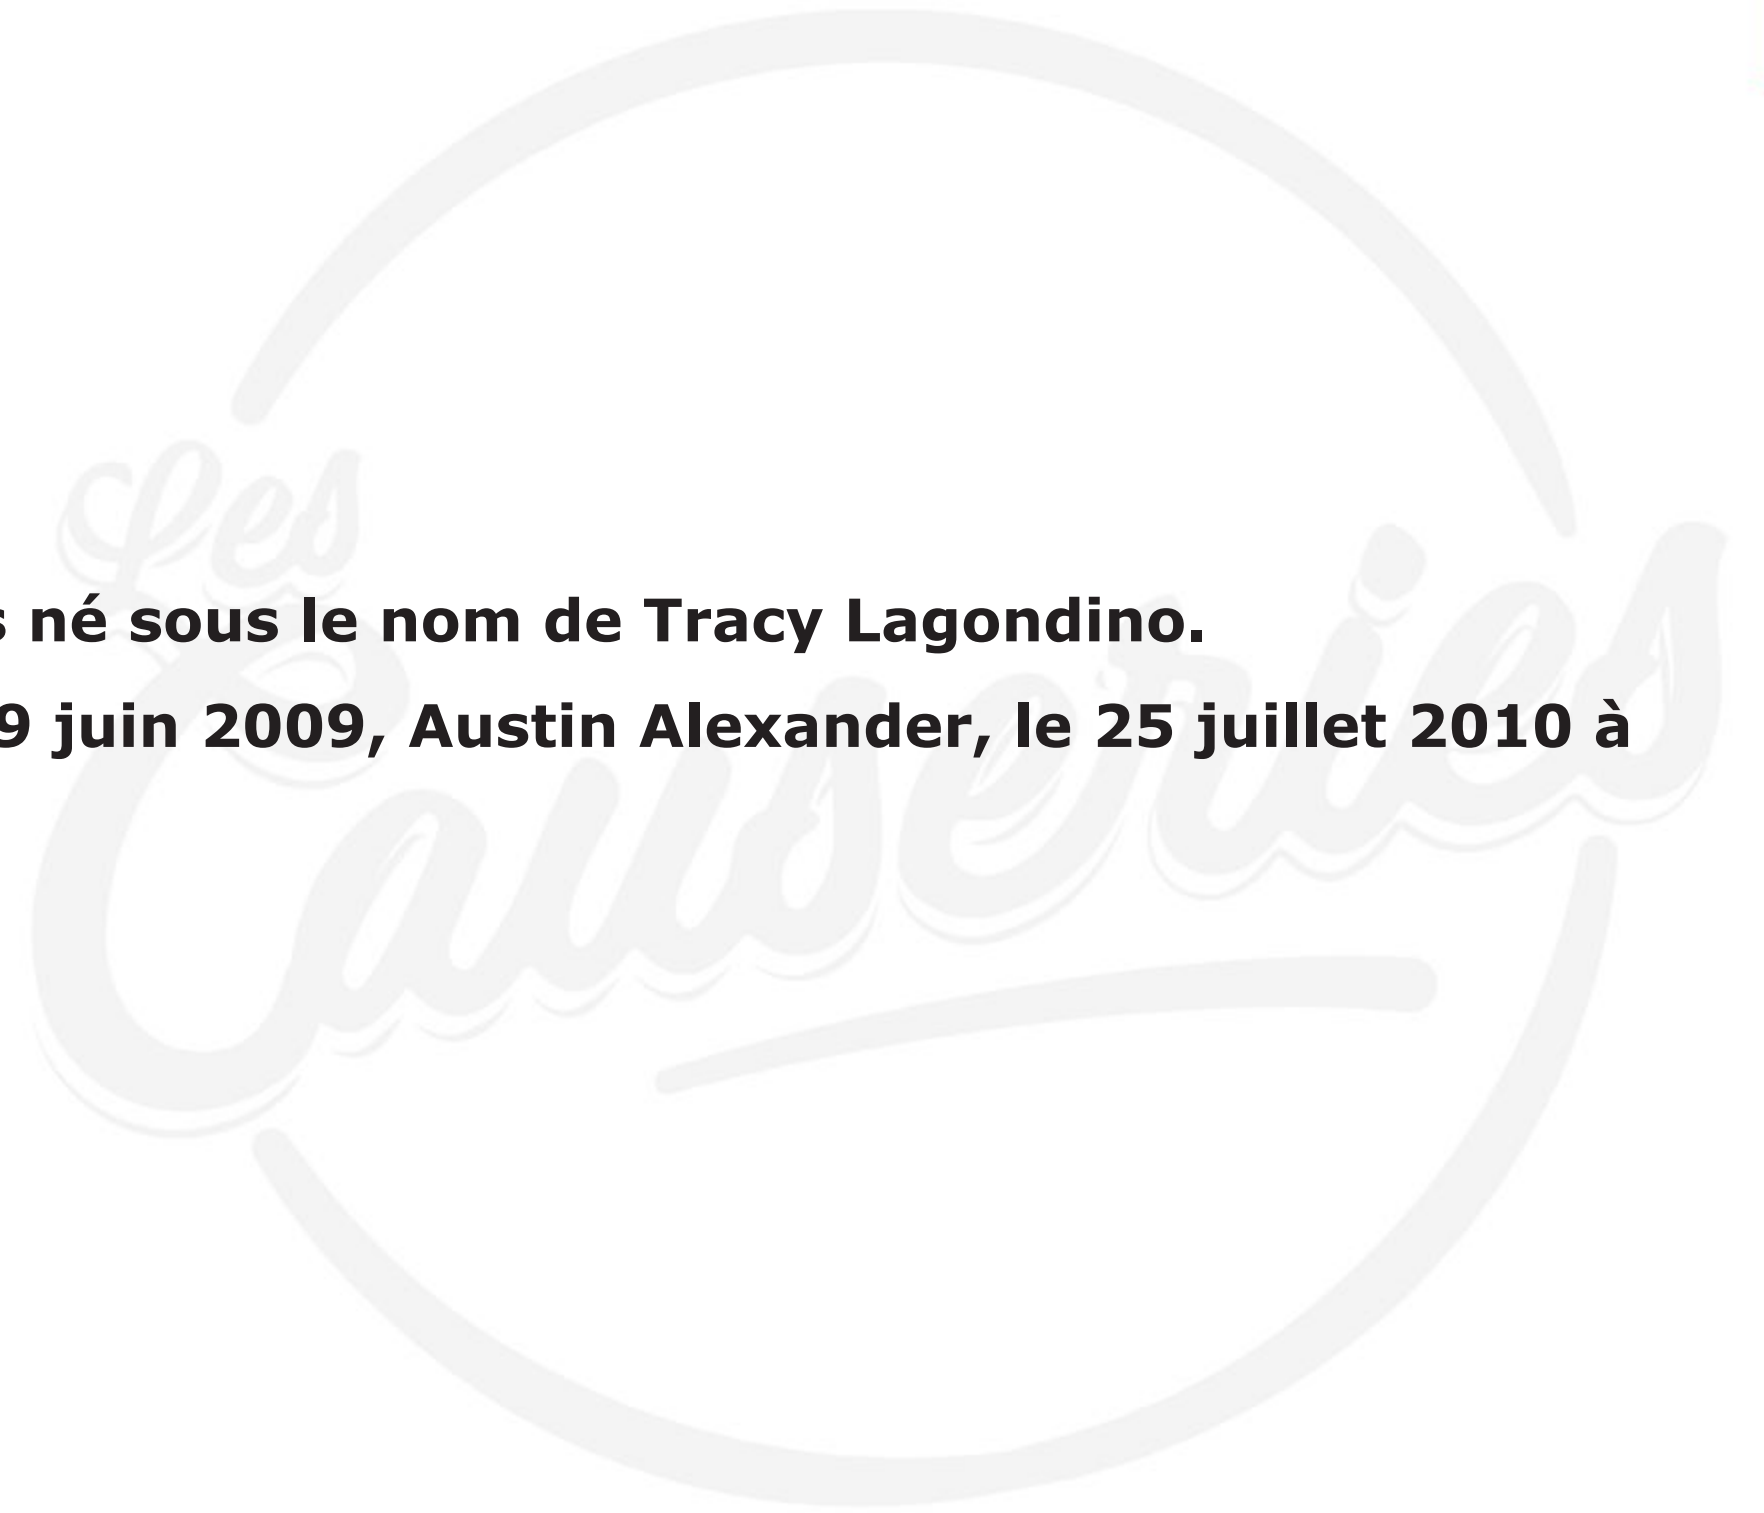 Les
Causeries
né sous le nom de Tracy Lagondino.
9 juin 2009, Austin Alexander, le 25 juillet 2010 à